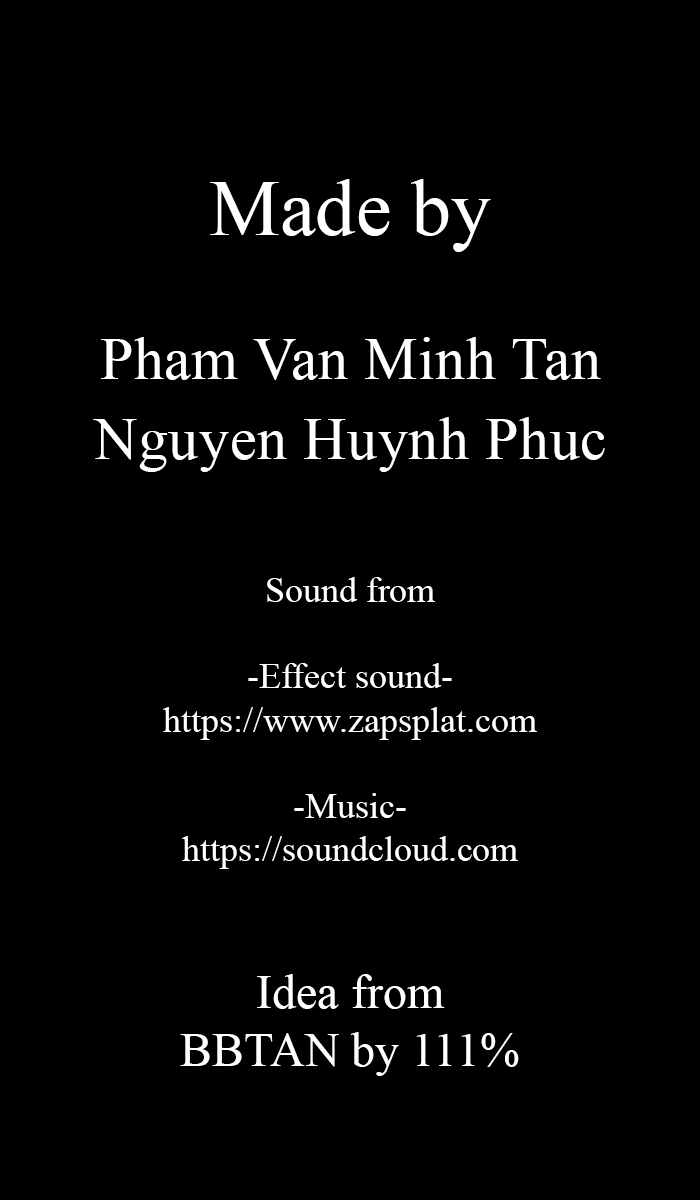 Made by
Pham Van Minh Tan
Nguyen Huynh Phuc
Sound from
-Effect sound-
https://www.zapsplat.com
-Music-
https://soundcloud.com
Idea from
BBTAN by 111%